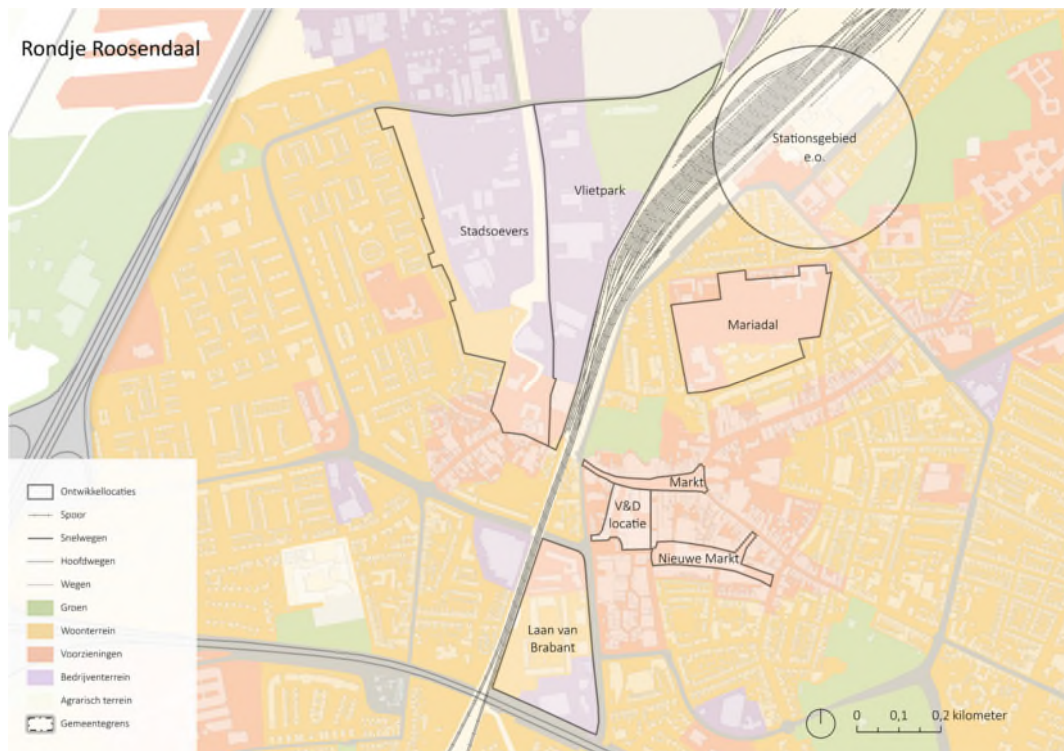 Rondje Roosendaal
Stationsgebied
e.o.
Vlietpark
Stadsoevers
Mariadal
Markt
V&D
locatie
Nieuwe Markt
Laan van
Brabant
Ontwikkellocaties
Spoor
Snelwegen
Hoofdwegen
Wegen
Groen
Woonterrein
Voorzieningen
Bedrijventerrein
Agrarisch terrein
Gemeentegrens
0 0,1 0,2 kilometer